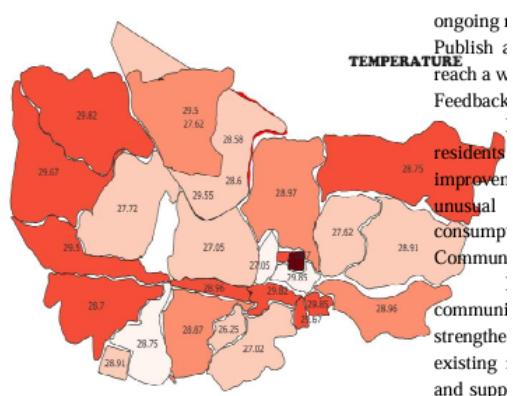 TEMPERATURE
29.82
29.5
27.62
28.58
29.67
29.55
28.6
28.97
28.75
27.72
27.05
27.62
28.91
29.5
27.05
29.85
28.96
29.82
28.7
29.85
28.96
29.67
28.75
28.87
26.25
27.02
28.91
ongoing
Publish a
reach a w
Feedback
residents
improven
unusual
consumpt
Commun
communi
strengthe
existing
and supp